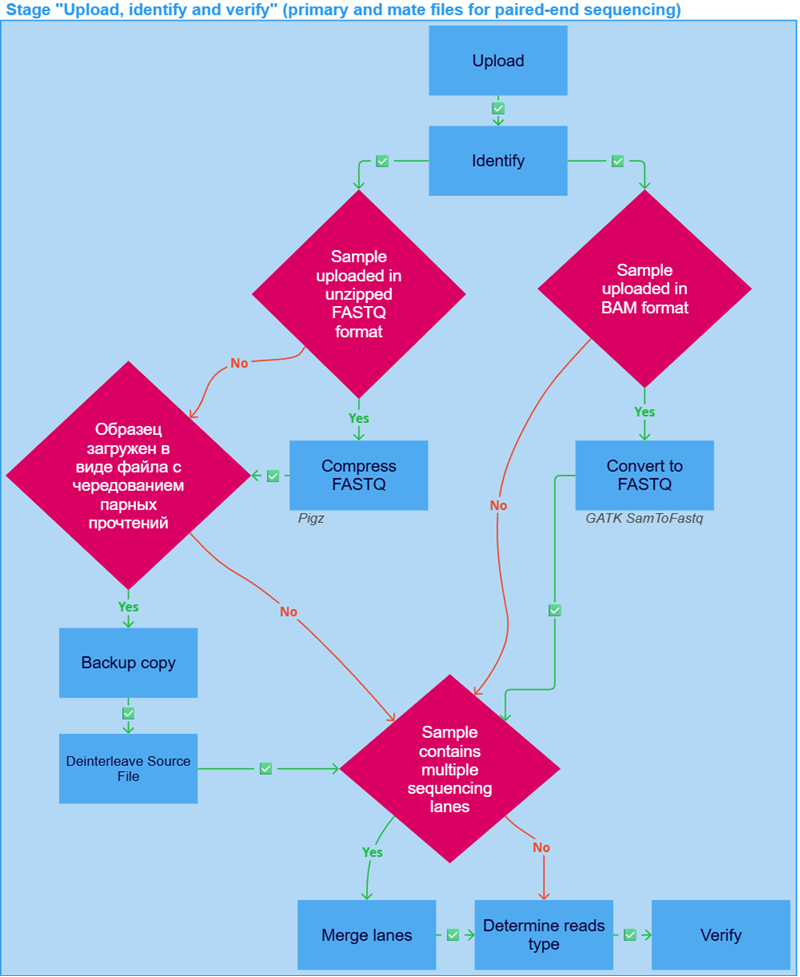 Stage "Upload, identify and verify" (primary and mate files for paired-end sequencing)
Upload
Identify
Sample
uploaded in
unzipped
FASTQ
format
Sample
uploaded in
BAM format
No
Yes
Yes
Образец
загружен в
виде файла с
чередованием
парных
прочтений
Compress
FASTQ
Pigz
No
Convert to
FASTQ
GATK SamToFastq
Yes
No
Backup copy
Deinterleave Source
File
Sample
contains
multiple
sequencing
lanes
Yes
No
Merge lanes
Determine reads
type
Verify